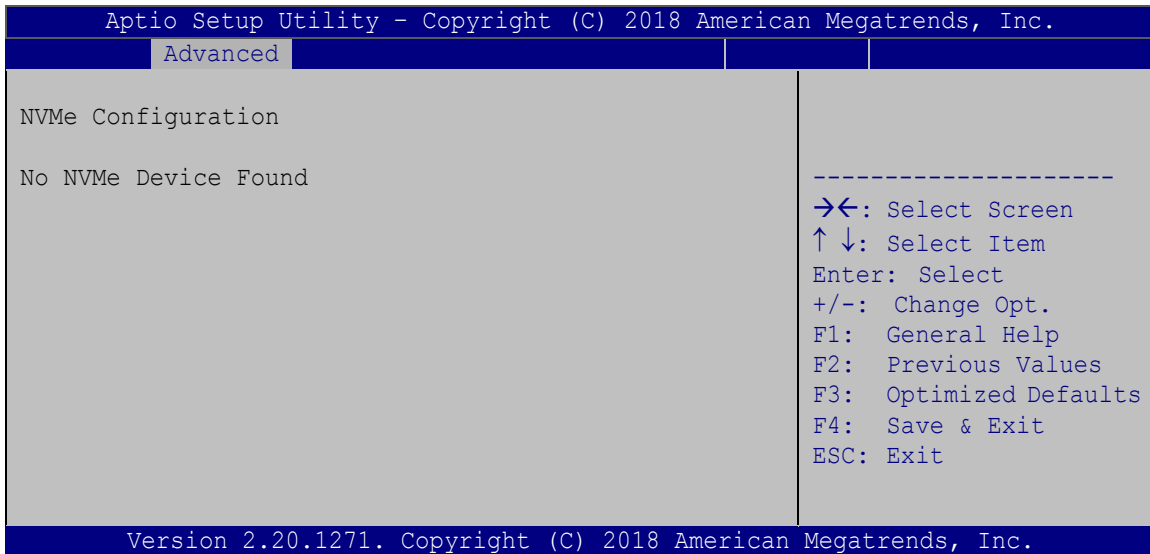 Aptio Setup Utility – Copyright (C) 2018 American Megatrends, Inc.
Advanced
NVMe Configuration
No NVMe Device Found
---------------------
→←: Select Screen
↑ ↓: Select Item
Enter: Select
+/-: Change Opt.
F1: General Help
F2: Previous Values
F3: Optimized Defaults
F4: Save & Exit
ESC: Exit
Version 2.20.1271. Copyright (C) 2018 American Megatrends, Inc.